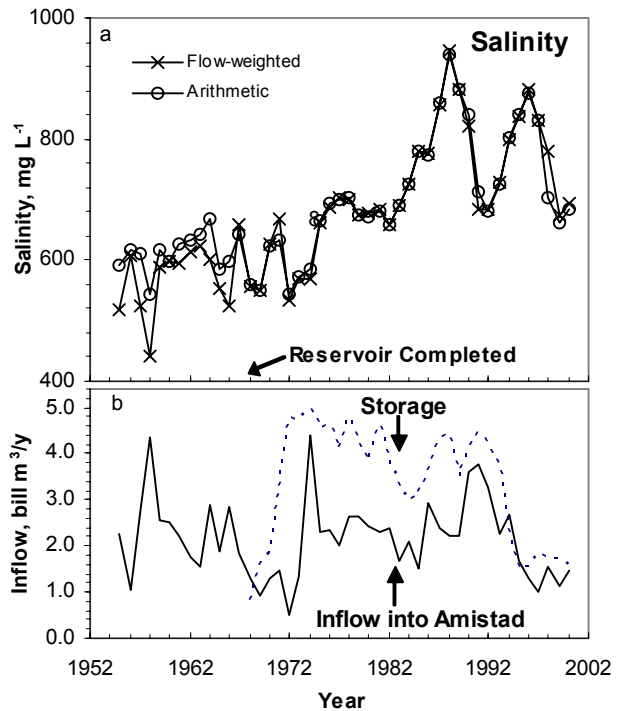 1000
a
Salinity
Flow-weighted
Arithmetic
800
600
400
Salinity, mg L-1
Reservoir Completed
b
5.0
4.0
3.0
2.0
1.0
0.0
Inflow, bill m3/y
Storage
Inflow into Amistad
1952 1962 1972 1982 1992 2002
Year